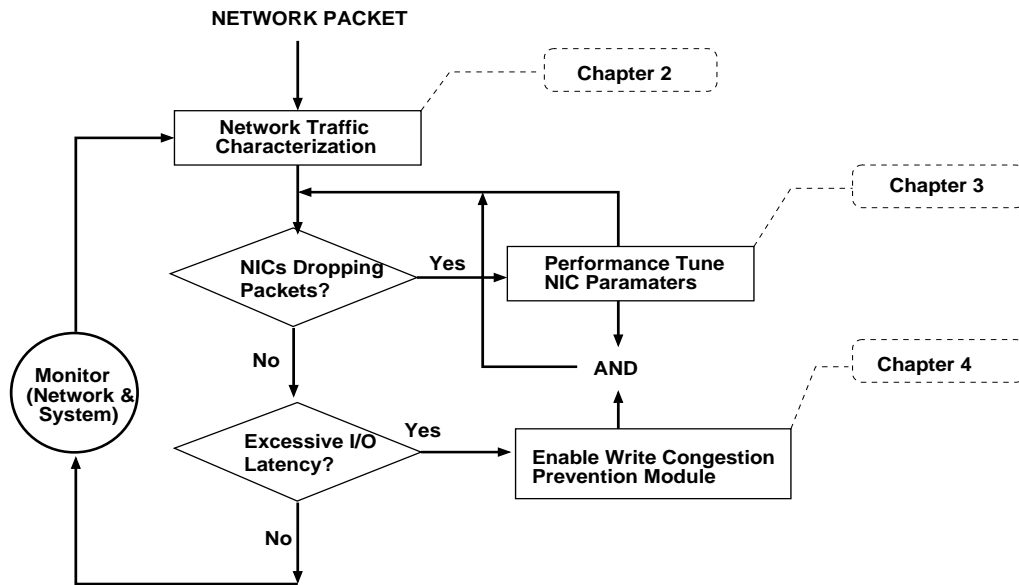 NETWORK PACKET
Chapter 2
Network Traffic
Characterization
Chapter 3
NICs Dropping
Packets?
Yes
Performance Tune
NIC Paramaters
No
AND
Chapter 4
Monitor
(Network &
System)
Excessive I/O
Latency?
Yes
Enable Write Congestion
Prevention Module
No